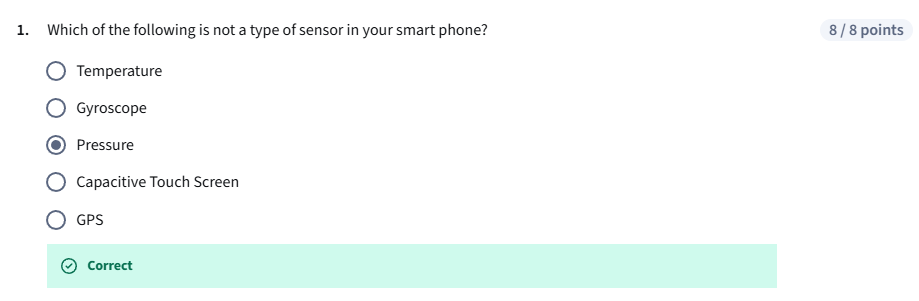 1. Which of the following is not a type of sensor in your smart phone?
8 / 8 points
Temperature
Gyroscope
Pressure
Capacitive Touch Screen
GPS
Correct